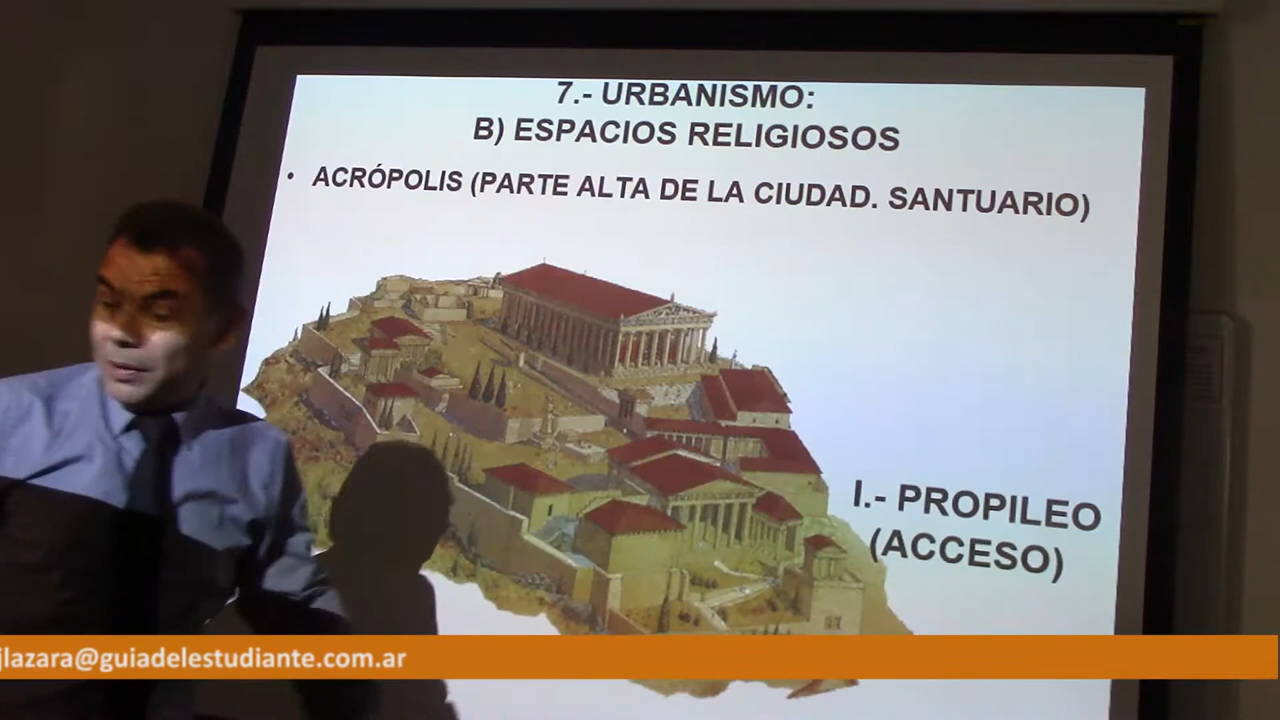 7.- URBANISMO:
B) ESPACIOS RELIGIOSOS
• ACRÓPOLIS (PARTE ALTA DE LA CIUDAD. SANTUARIO)
I.- PROPILEO
(ACCESO)
jlazara@guiadelestudiante.com.ar